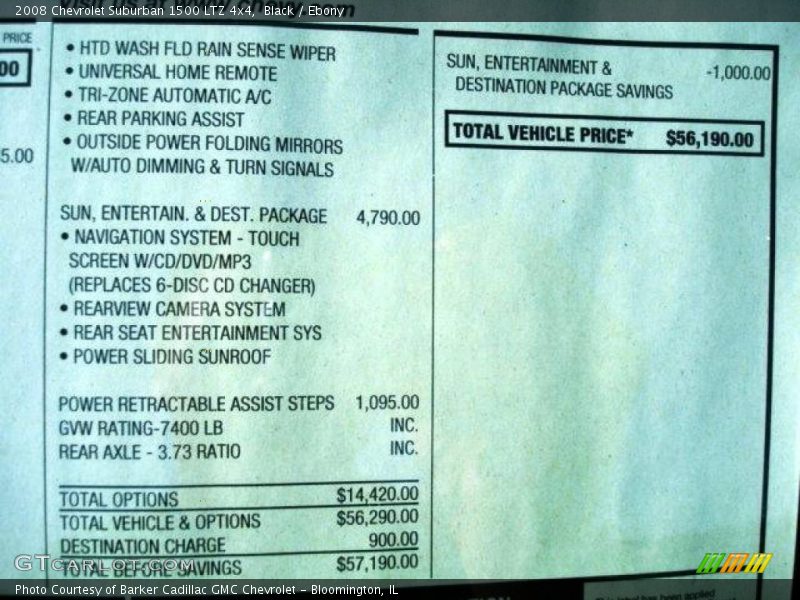 2008 Chevrolet Suburban 1500 LTZ 4x4, Black / Ebony
PRICE
00
5.00
• HTD WASH FLD RAIN SENSE WIPER
• UNIVERSAL HOME REMOTE
• TRI-ZONE AUTOMATIC A/C
• REAR PARKING ASSIST
• OUTSIDE POWER FOLDING MIRRORS
W/AUTO DIMMING & TURN SIGNALS
SUN, ENTERTAIN. & DEST. PACKAGE 4,790.00
• NAVIGATION SYSTEM - TOUCH
SCREEN W/CD/DVD/MP3
(REPLACES 6-DISC CD CHANGER)
• REARVIEW CAMERA SYSTEM
• REAR SEAT ENTERTAINMENT SYS
• POWER SLIDING SUNROOF
POWER RETRACTABLE ASSIST STEPS 1,095.00
GVW RATING-7400 LB INC.
REAR AXLE - 3.73 RATIO INC.
TOTAL OPTIONS $14,420.00
TOTAL VEHICLE & OPTIONS $56,290.00
DESTINATION CHARGE 900.00
TOTAL BEFORE SAVINGS $57,190.00
SUN, ENTERTAINMENT & -1,000.00
DESTINATION PACKAGE SAVINGS
TOTAL VEHICLE PRICE* $56,190.00
GTcarlot.com
Photo Courtesy of Barker Cadillac GMC Chevrolet - Bloomington, IL